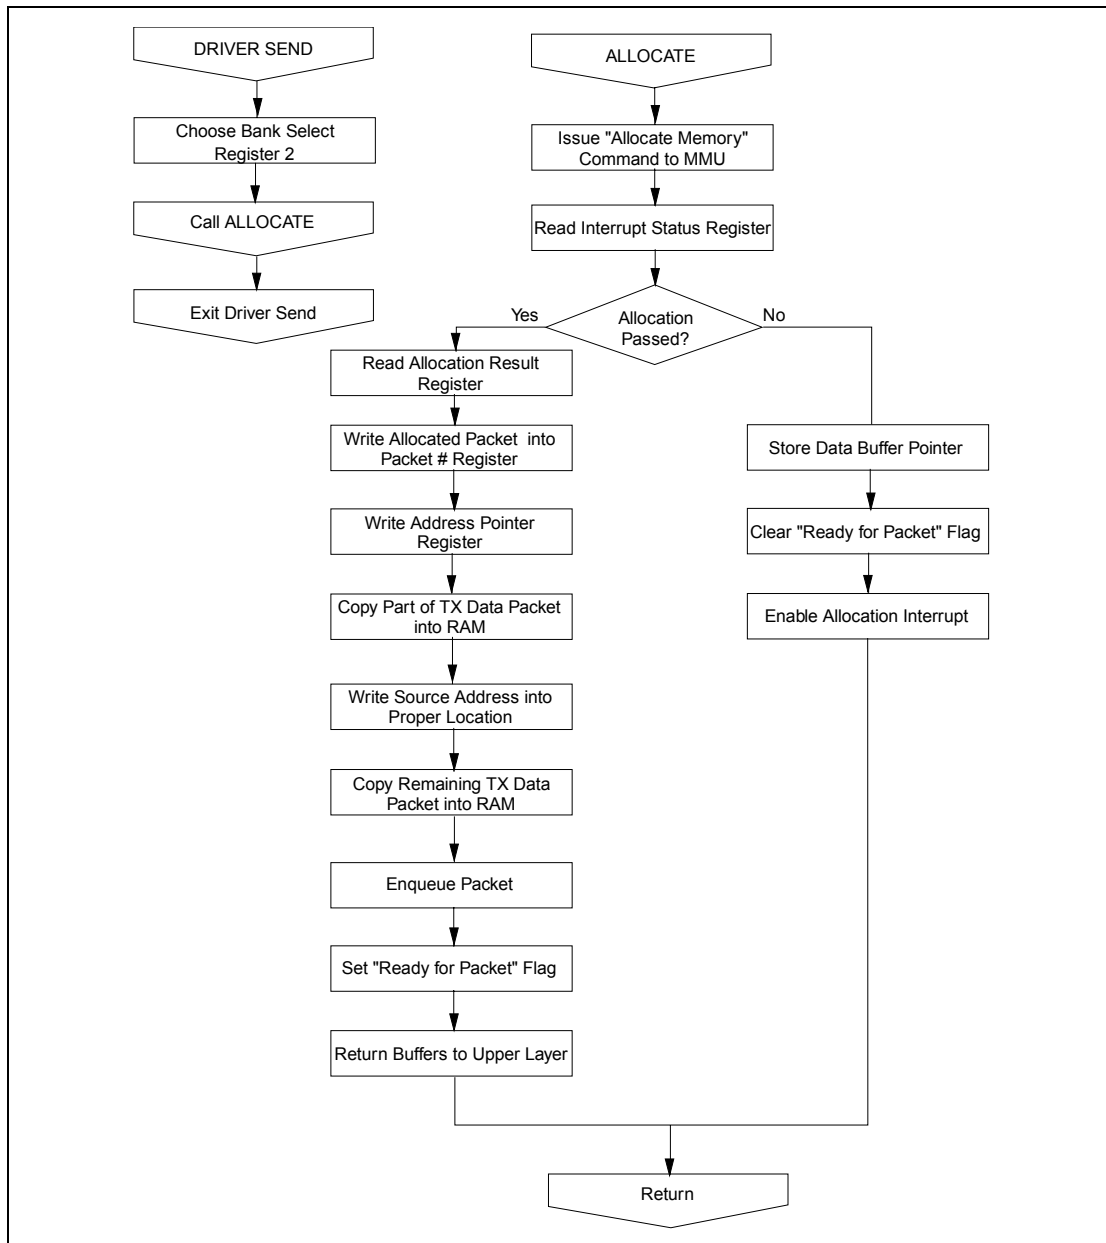 DRIVER SEND
Choose Bank Select
Register 2
Call ALLOCATE
Exit Driver Send
ALLOCATE
Issue "Allocate Memory"
Command to MMU
Read Interrupt Status Register
Allocation
Passed?
Yes
No
Read Allocation Result
Register
Write Allocated Packet into
Packet # Register
Write Address Pointer
Register
Copy Part of TX Data Packet
into RAM
Write Source Address into
Proper Location
Copy Remaining TX Data
Packet into RAM
Enqueue Packet
Set "Ready for Packet" Flag
Return Buffers to Upper Layer
Store Data Buffer Pointer
Clear "Ready for Packet" Flag
Enable Allocation Interrupt
Return